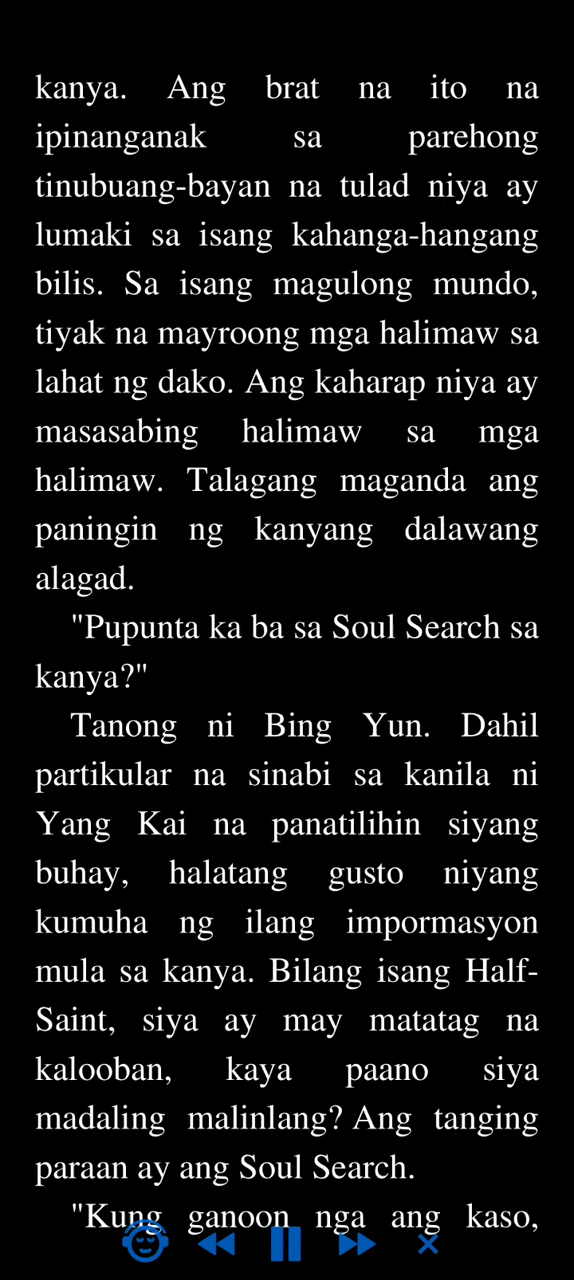 kanya. Ang brat na ito na
ipinanganak sa parehong
tinubuang-bayan na tulad niya ay
lumaki sa isang kahanga-hangang
bilis. Sa isang magulong mundo,
tiyak na mayroong mga halimaw sa
lahat ng dako. Ang kaharap niya ay
masasabing halimaw sa mga
halimaw. Talagang maganda ang
paningin ng kanyang dalawang
alagad.
"Pupunta ka ba sa Soul Search sa
kanya?"
Tanong ni Bing Yun. Dahil
partikular na sinabi sa kanila ni
Yang Kai na panatilihin siyang
buhay, halatang gusto niyang
kumuha ng ilang impormasyon
mula sa kanya. Bilang isang Half-
Saint, siya ay may matatag na
kalooban, kaya paano siya
madaling malinlang? Ang tanging
paraan ay ang Soul Search.
"Kung ganoon nga ang kaso,